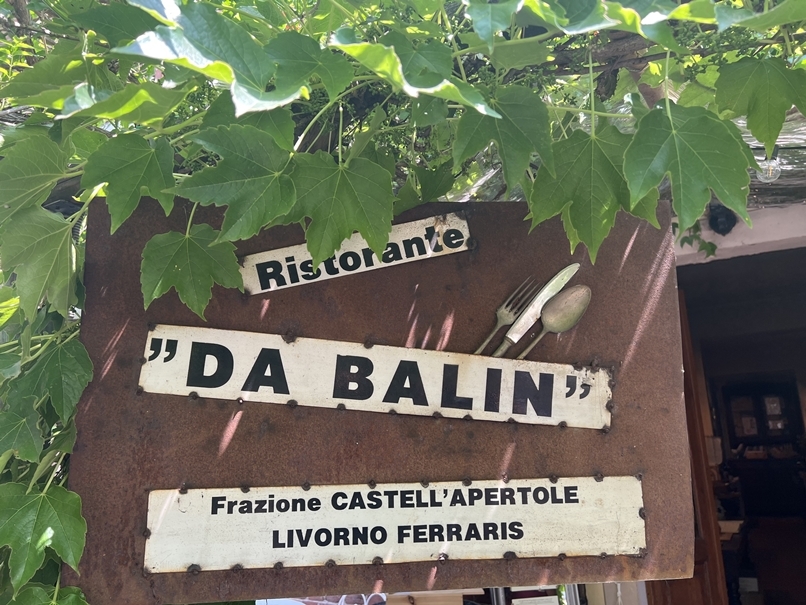 Ristorante
”DA BALIN”
Frazione CASTELL'APERTOLE
LIVORNO FERRARIS